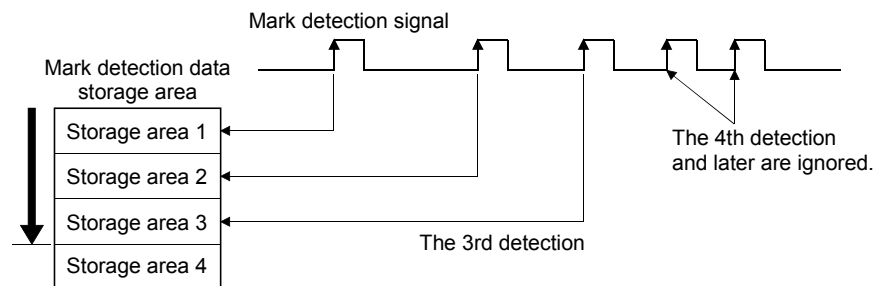 Mark detection signal
Mark detection data
storage area
Storage area 1
Storage area 2
Storage area 3
Storage area 4
The 4th detection
and later are ignored.
The 3rd detection